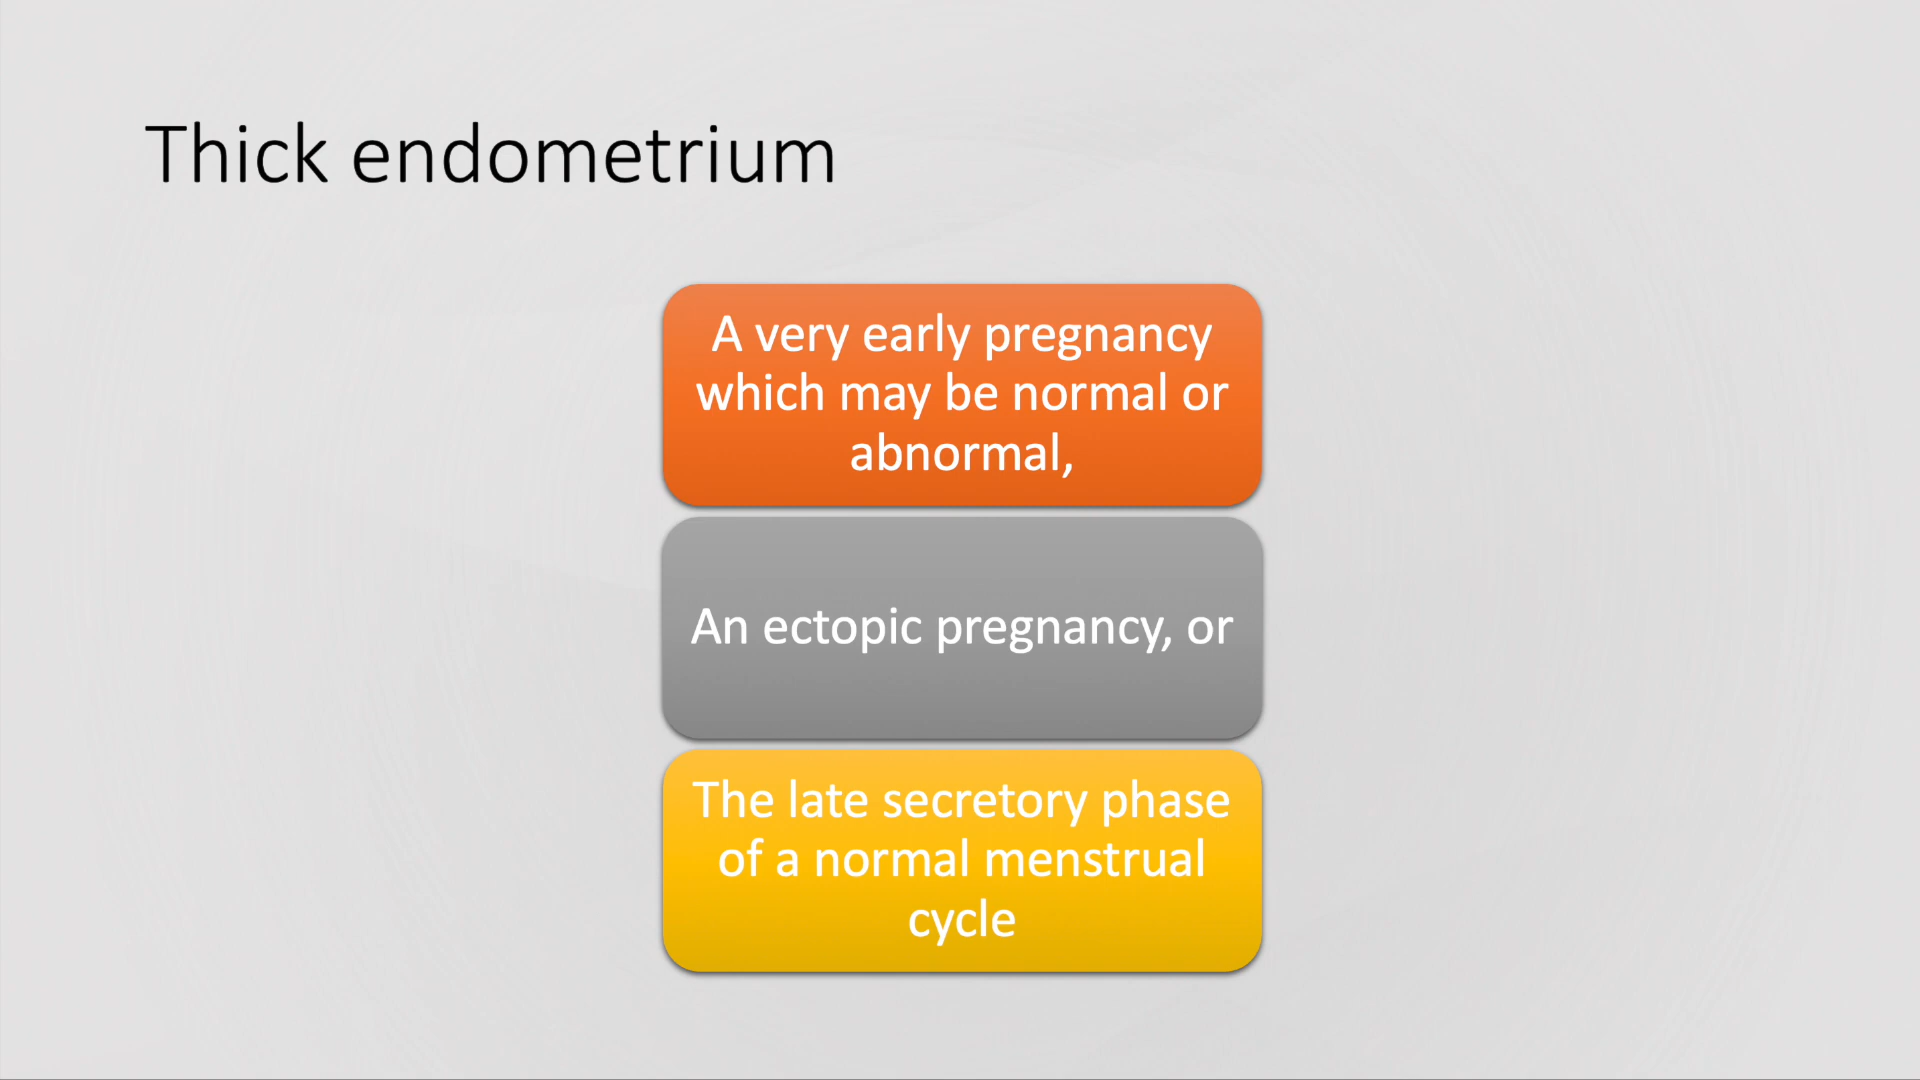 Thick endometrium
A very early pregnancy
which may be normal or
abnormal,
An ectopic pregnancy, or
The late secretory phase
of a normal menstrual
cycle